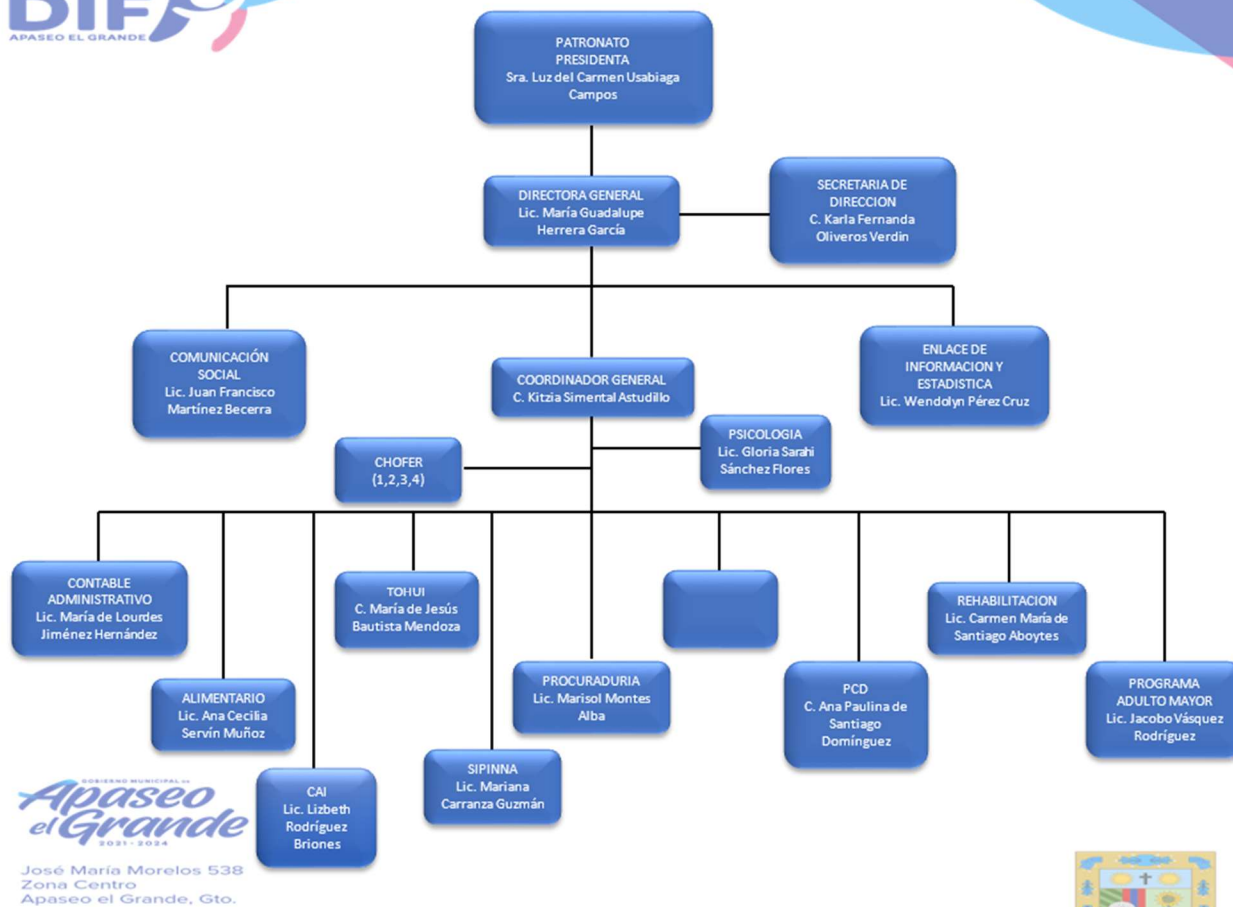 DIF
APASEO EL GRANDE
PATRONATO
PRESIDENTA
Sra. Luz del Carmen Usabiaga
Campos
DIRECTORA GENERAL
Lic. María Guadalupe
Herrera García
SECRETARIA DE
DIRECCION
C. Karla Fernanda
Oliveros Verdin
COMUNICACIÓN
SOCIAL
Lic. Juan Francisco
Martínez Becerra
COORDINADOR GENERAL
C. Kitzia Simental Astudillo
ENLACE DE
INFORMACION Y
ESTADISTICA
Lic. Wendolyn Pérez Cruz
CHOFER
(1,2,3,4)
PSICOLOGIA
Lic. Gloria Sarahi
Sánchez Flores
CONTABLE
ADMINISTRATIVO
Lic. María de Lourdes
Jiménez Hernández
ALIMENTARIO
Lic. Ana Cecilia
Servín Muñoz
CAI
Lic. Lizbeth
Rodríguez
Briones
TOHUI
C. María de Jesús
Bautista Mendoza
SIPINNA
Lic. Mariana
Carranza Guzmán
PROCURADURIA
Lic. Marisol Montes
Alba
PCD
C. Ana Paulina de
Santiago
Domínguez
REHABILITACION
Lic. Carmen María de
Santiago Aboytes
PROGRAMA
ADULTO MAYOR
Lic. Jacobo Vásquez
Rodríguez
GOBIERNO MUNICIPAL DE
Apaseo
el Grande
2021-2024
José María Morelos 538
Zona Centro
Apaseo el Grande, Gto.